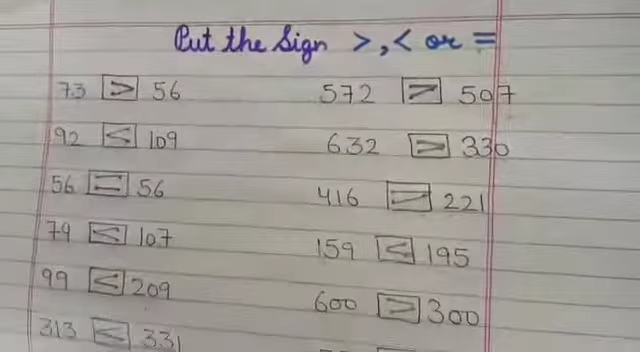 Put the Sign >, < or =
73 > 56 572 > 507
92 < 109 632 > 330
56 = 56 416 > 221
79 < 107 159 < 195
99 < 209 600 > 300
313 < 331